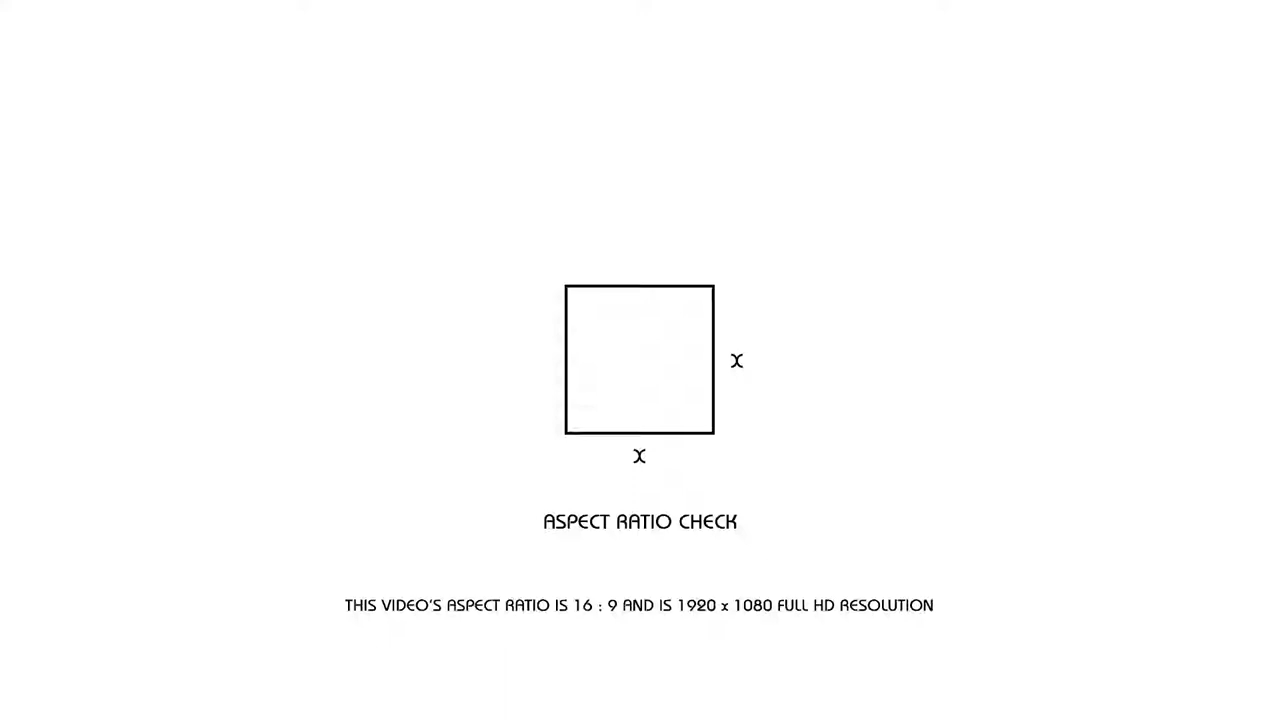 x
x
ASPECT RATIO CHECK
THIS VIDEO'S ASPECT RATIO IS 16 : 9 AND IS 1920 x 1080 FULL HD RESOLUTION